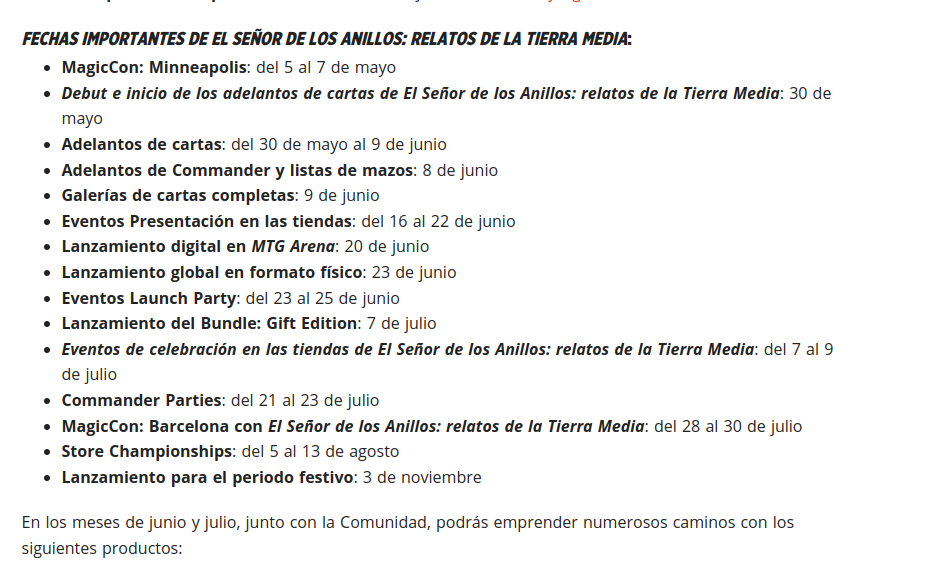 FECHAS IMPORTANTES DE EL SEÑOR DE LOS ANILLOS: RELATOS DE LA TIERRA MEDIA:
• MagicCon: Minneapolis: del 5 al 7 de mayo
• Debut e inicio de los adelantos de cartas de El Señor de los Anillos: relatos de la Tierra Media: 30 de
mayo
• Adelantos de cartas: del 30 de mayo al 9 de junio
• Adelantos de Commander y listas de mazos: 8 de junio
• Galerías de cartas completas: 9 de junio
• Eventos Presentación en las tiendas: del 16 al 22 de junio
• Lanzamiento digital en MTG Arena: 20 de junio
• Lanzamiento global en formato físico: 23 de junio
• Eventos Launch Party: del 23 al 25 de junio
• Lanzamiento del Bundle: Gift Edition: 7 de julio
• Eventos de celebración en las tiendas de El Señor de los Anillos: relatos de la Tierra Media: del 7 al 9
de julio
• Commander Parties: del 21 al 23 de julio
• MagicCon: Barcelona con El Señor de los Anillos: relatos de la Tierra Media: del 28 al 30 de julio
• Store Championships: del 5 al 13 de agosto
• Lanzamiento para el periodo festivo: 3 de noviembre
En los meses de junio y julio, junto con la Comunidad, podrás emprender numerosos caminos con los
siguientes productos: